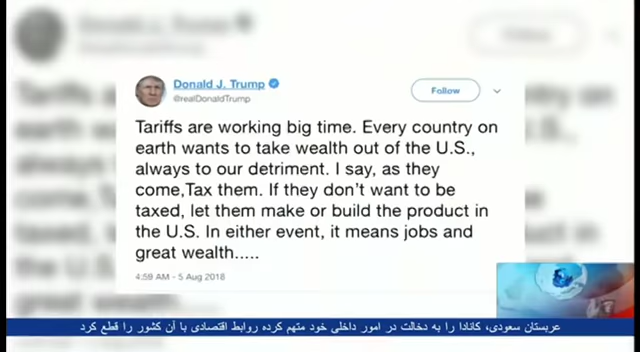 Donald J. Trump
@realDonaldTrump
Follow
Tariffs are working big time. Every country on
earth wants to take wealth out of the U.S.,
always to our detriment. I say, as they
come,Tax them. If they don't want to be
taxed, let them make or build the product in
the U.S. In either event, it means jobs and
great wealth.....
4:59 AM - 5 Aug 2018
عربستان سعودی، کانادا را به دخالت در امور داخلی خود متهم کرده روابط اقتصادی با آن کشور را قطع کرد